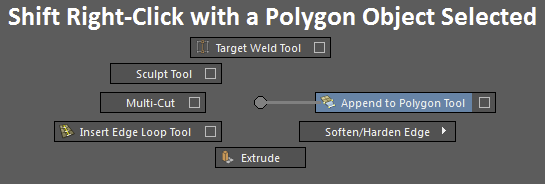 Shift Right-Click with a Polygon Object Selected
Target Weld Tool
Sculpt Tool
Multi-Cut
Append to Polygon Tool
Insert Edge Loop Tool
Soften/Harden Edge
Extrude